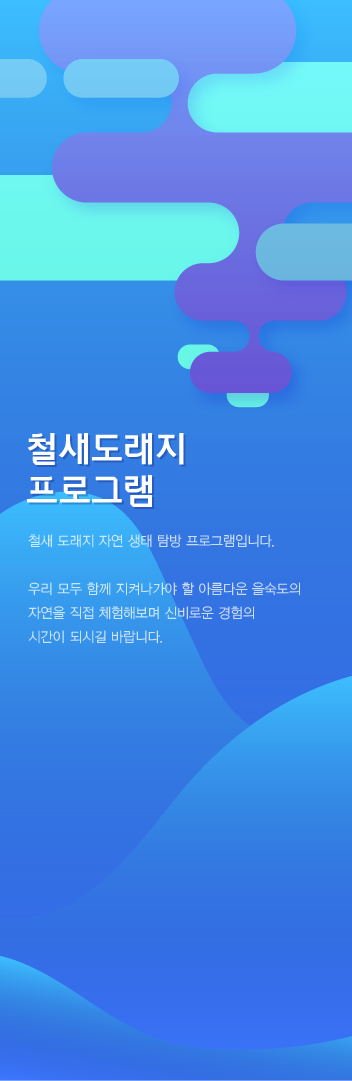 철새도래지
프로그램
철새 도래지 자연 생태 탐방 프로그램입니다.
우리 모두 함께 지켜나가야 할 아름다운 을숙도의
자연을 직접 체험해보며 신비로운 경험의
시간이 되시길 바랍니다.